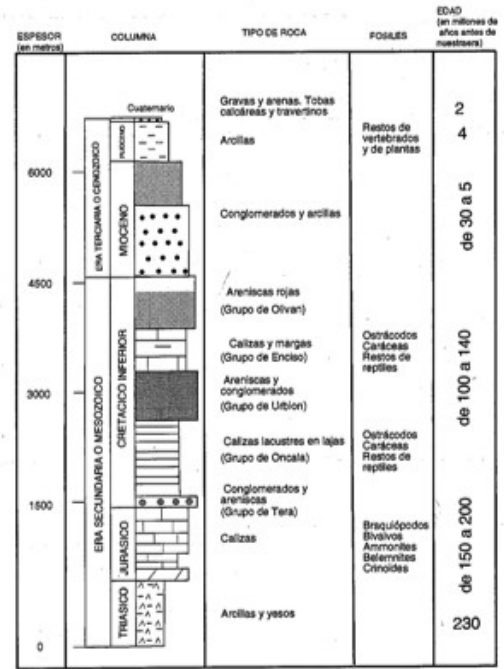 ESPESOR
(en metros)
COLUMNA
TIPO DE ROCA
FOSILES
EDAD
(en millones de
años antes de
nuestraera)
Cuaternario
Gravas y arenas. Tobas
calcáreas y travertinos
2
ERA TERCIARIA O CENOZOICO
PLIOCENO
Arcillas
Restos de
vertebrados
y de plantas
4
6000
MIOCENO
Conglomerados y arcillas
de 30 a 5
4500
ERA SECUNDARIA O MESOZOICO
CRETACICO INFERIOR
Areniscas rojas
(Grupo de Olivan)
Calizas y margas
(Grupo de Enciso)
Ostrácodos
Caráceas
Restos de
reptiles
de 100 a 140
3000
Areniscas y
conglomerados
(Grupo de Urbion)
Calizas lacustres en lajas
(Grupo de Oncala)
Ostrácodos
Caráceas
Restos de
reptiles
1500
Conglomerados y
areniscas
(Grupo de Tera)
JURASICO
Calizas
Braquiópodos
Bivalvos
Ammonites
Belemnites
Crinoides
de 150 a 200
TRIASICO
Arcillas y yesos
230
0